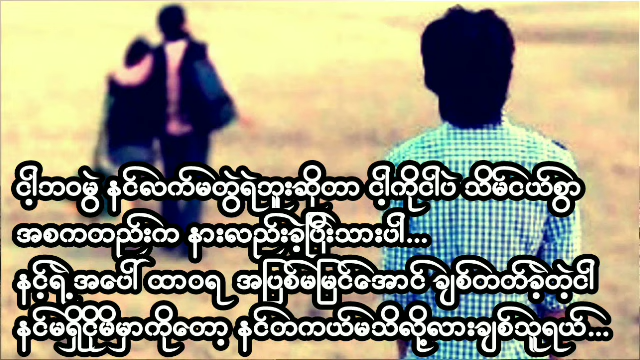 ငါ့ဘဝမွဲ နင်လက်မတွဲရဲဘူးဆိုတာ ငါ့ကိုငါပဲ သိမ်ငယ်စွာ
အစကတည်းက နားလည်းခဲ့ပြီးသားပါ...
နင့်ရဲ့အပေါ် ထာဝရ အပြစ်မမြင်အောင် ချစ်တတ်ခဲ့တဲ့ငါ
နင်မရှိငိုမိမှာကိုတော့ နင်တကယ်မသိလို့လားချစ်သူရယ်...